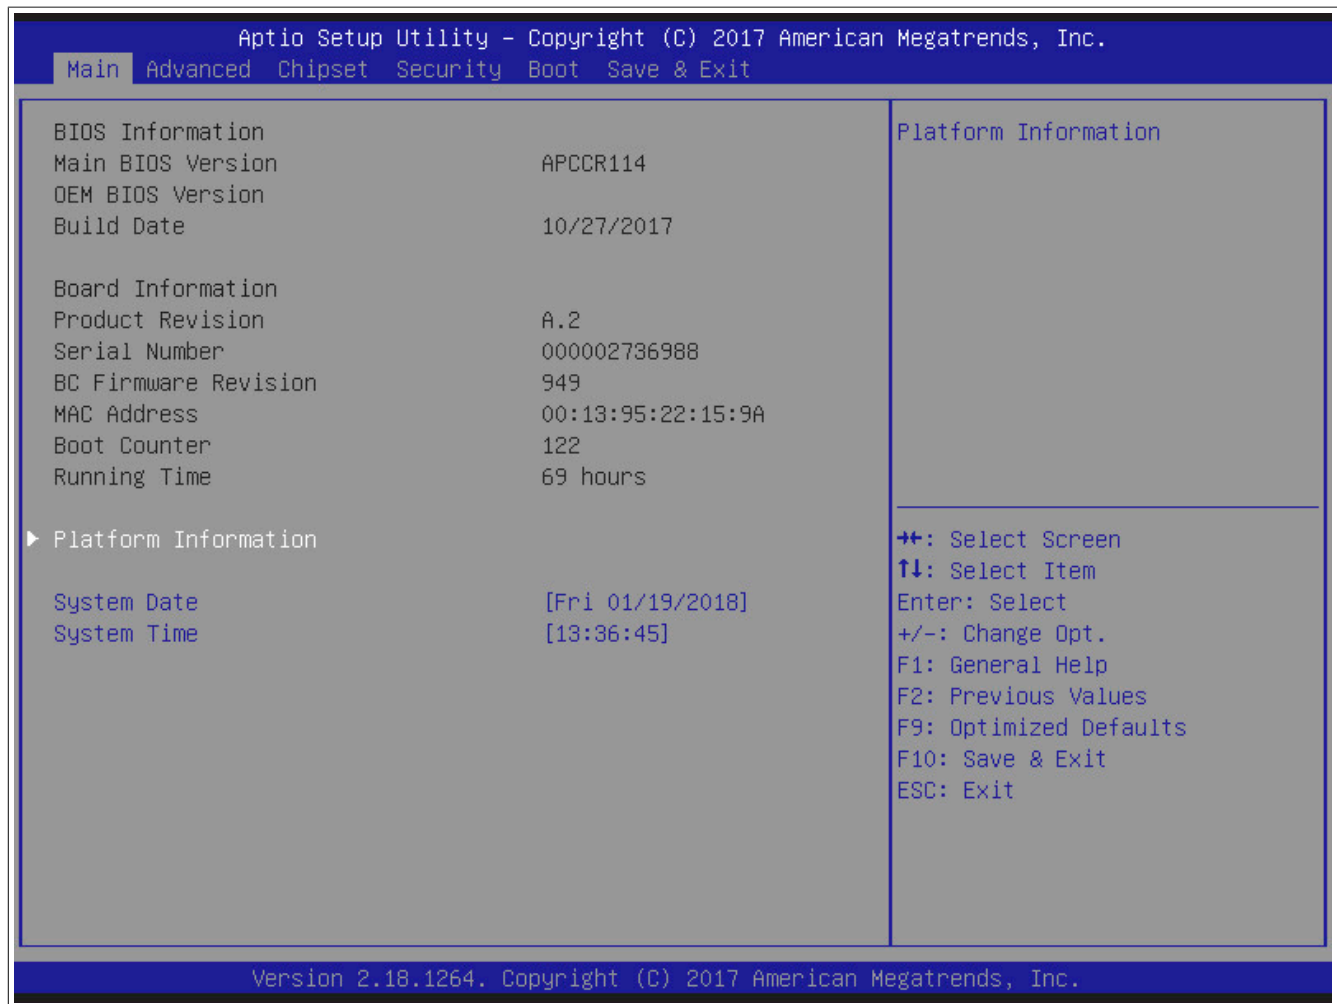 Aptio Setup Utility – Copyright (C) 2017 American Megatrends, Inc.
Main Advanced Chipset Security Boot Save & Exit
BIOS Information
Main BIOS Version APCCR114
OEM BIOS Version
Build Date 10/27/2017
Board Information
Product Revision A.2
Serial Number 000002736988
BC Firmware Revision 949
MAC Address 00:13:95:22:15:9A
Boot Counter 122
Running Time 69 hours
Platform Information
System Date [Fri 01/19/2018]
System Time [13:36:45]
Platform Information
→←: Select Screen
↑↓: Select Item
Enter: Select
+/-: Change Opt.
F1: General Help
F2: Previous Values
F9: Optimized Defaults
F10: Save & Exit
ESC: Exit
Version 2.18.1264. Copyright (C) 2017 American Megatrends, Inc.